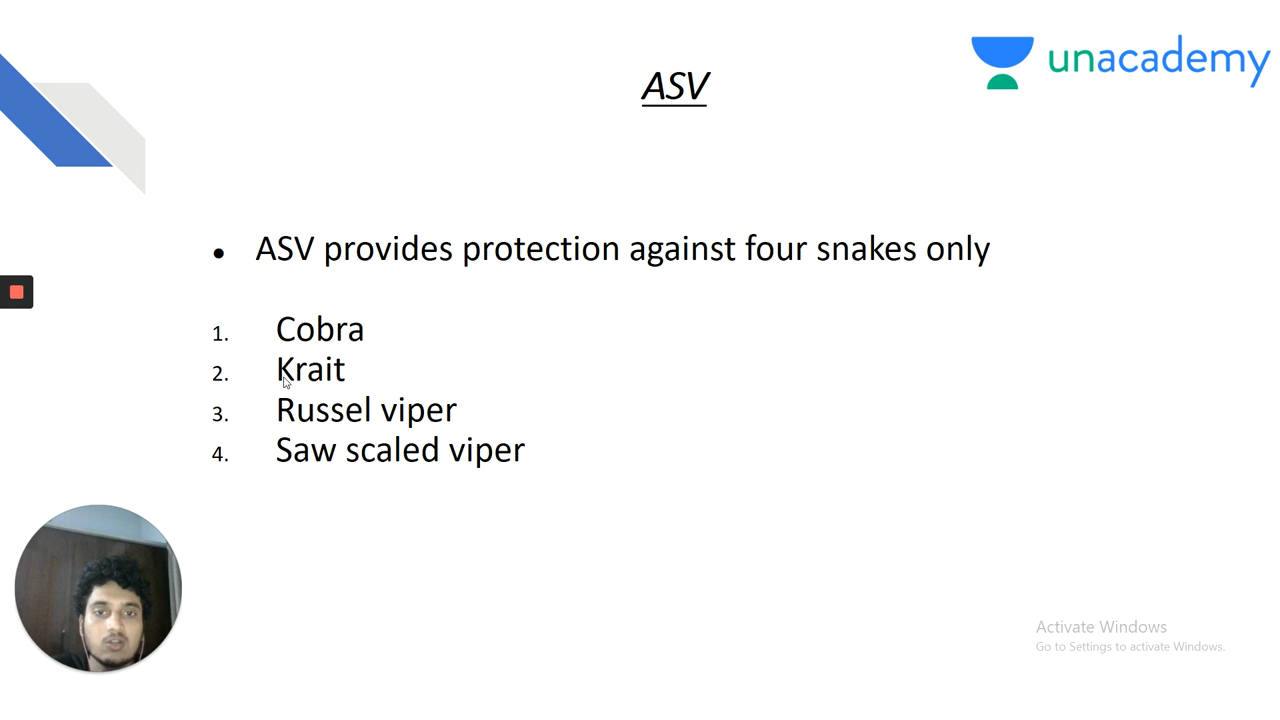 unacademy
ASV
● ASV provides protection against four snakes only
1. Cobra
2. Krait
3. Russel viper
4. Saw scaled viper
Activate Windows
Go to Settings to activate Windows.